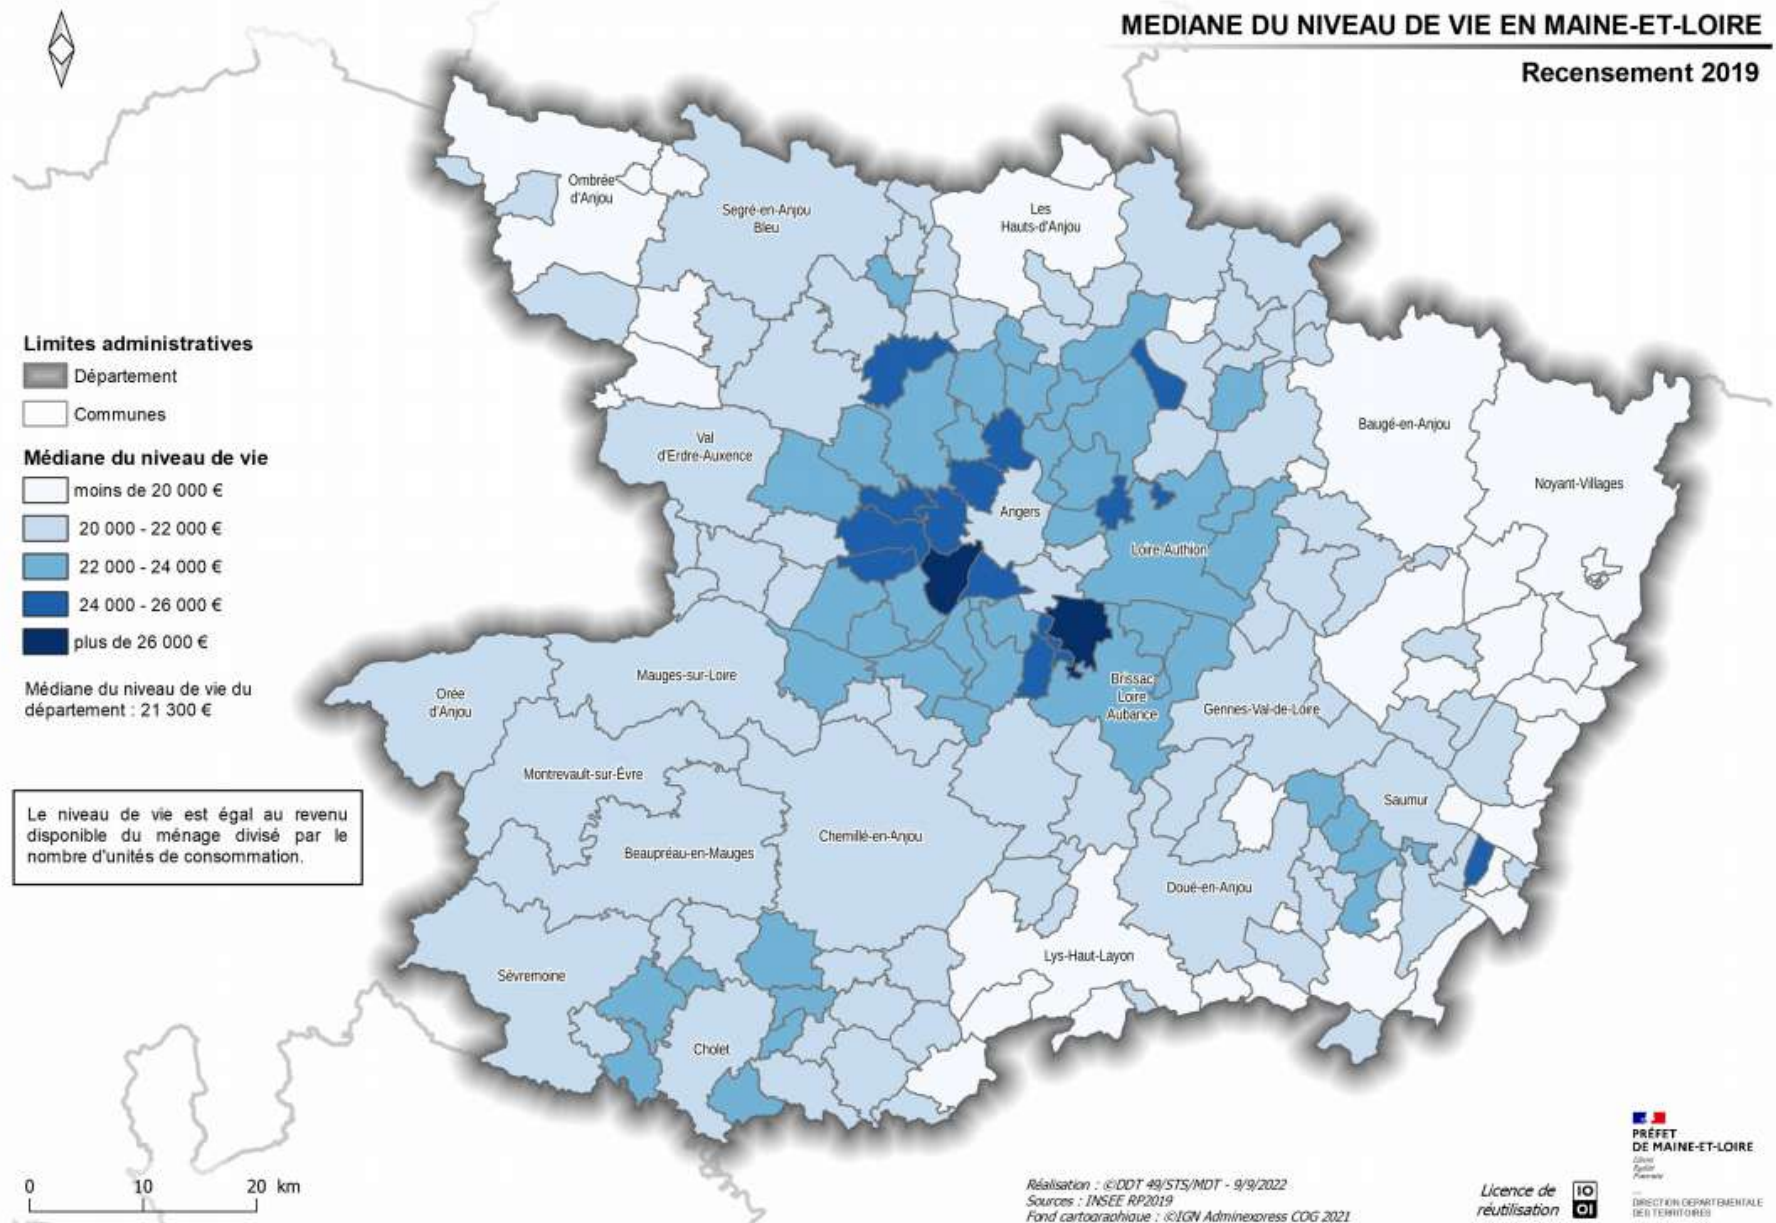 MEDIANE DU NIVEAU DE VIE EN MAINE-ET-LOIRE
Recensement 2019
Ombrée
d'Anjou
Segré-en-Anjou
Bleu
Les
Hauts-d'Anjou
Limites administratives
Département
Communes
Médiane du niveau de vie
moins de 20 000 €
20 000 - 22 000 €
22 000 - 24 000 €
24 000 - 26 000 €
plus de 26 000 €
Médiane du niveau de vie du
département : 21 300 €
Le niveau de vie est égal au revenu
disponible du ménage divisé par le
nombre d'unités de consommation.
Val
d'Erdre-Auxence
Baugé-en-Anjou
Noyant-Villages
Angers
Loire-Authion
Orée
d'Anjou
Mauges-sur-Loire
Brissac
Loire
Aubance
Gennes-Val-de-Loire
Montrevault-sur-Èvre
Saumur
Chemillé-en-Anjou
Beaupréau-en-Mauges
Doué-en-Anjou
Lys-Haut-Layon
Sèvremoine
Cholet
0 10 20 km
Réalisation : ©DDT 49/STS/MDT - 9/9/2022
Sources : INSEE RP2019
Fond cartographique : ©IGN Adminexpress COG 2021
Licence de
réutilisation
IO
OI
PRÉFET
DE MAINE-ET-LOIRE
DIRECTION DEPARTEMENTALE
DES TERRITOIRES